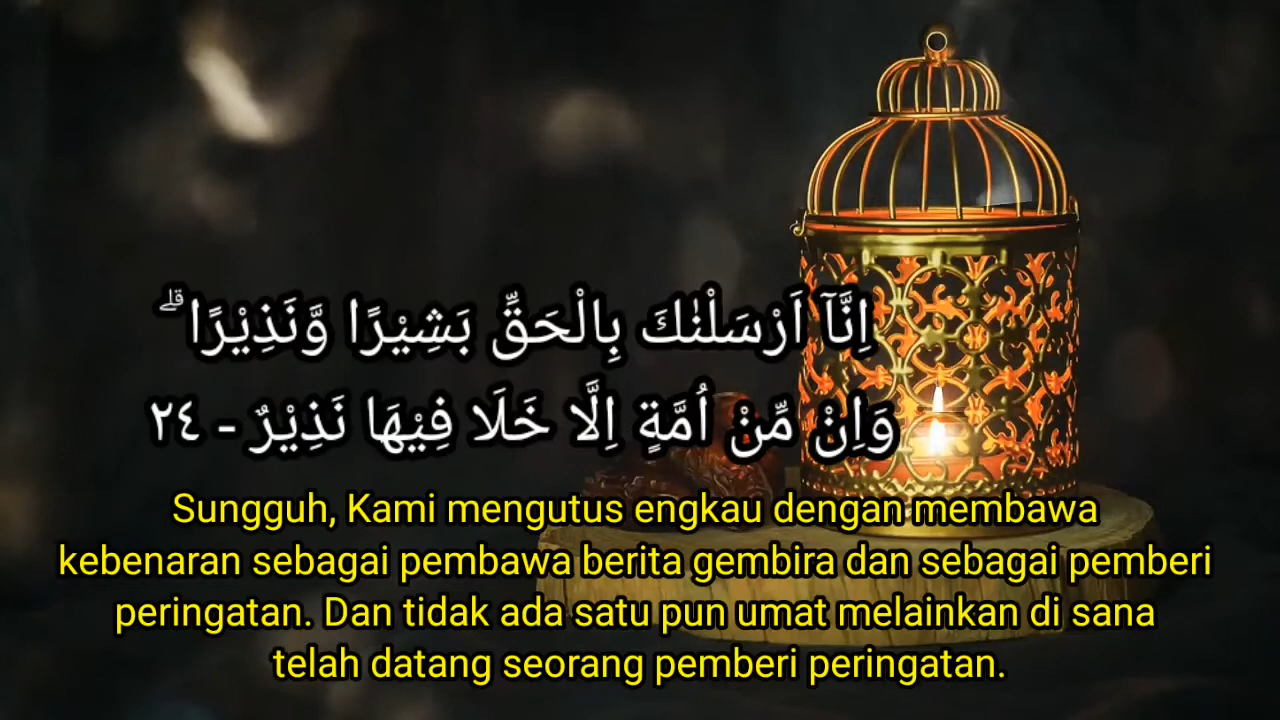 اِنَّآ اَرْسَلْنٰكَ بِالْحَقِّ بَشِيْرًا وَّنَذِيْرًا ۗ
وَاِنْ مِّنْ اُمَّةٍ اِلَّا خَلَا فِيْهَا نَذِيْرٌ - ٢٤
Sungguh, Kami mengutus engkau dengan membawa
kebenaran sebagai pembawa berita gembira dan sebagai pemberi
peringatan. Dan tidak ada satu pun umat melainkan di sana
telah datang seorang pemberi peringatan.